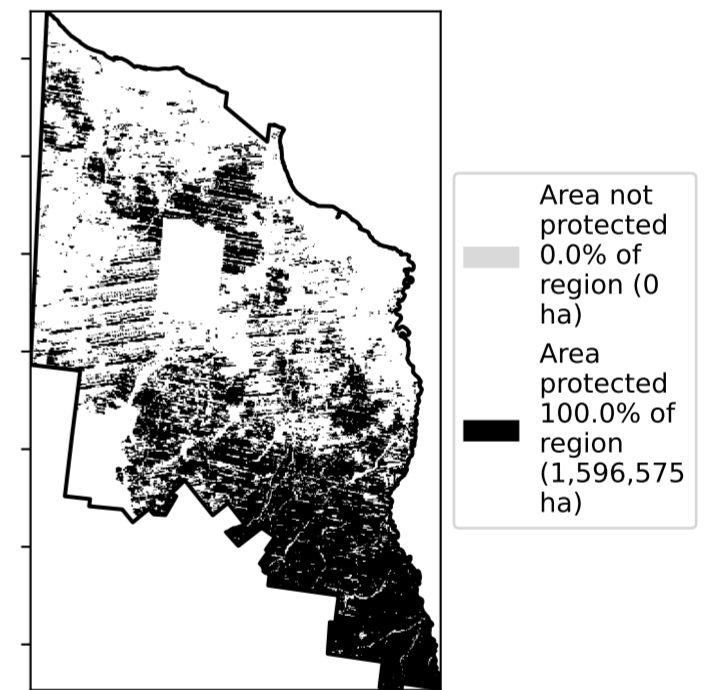 Area not
protected
0.0% of
region (0
ha)
Area
protected
100.0% of
region
(1,596,575
ha)